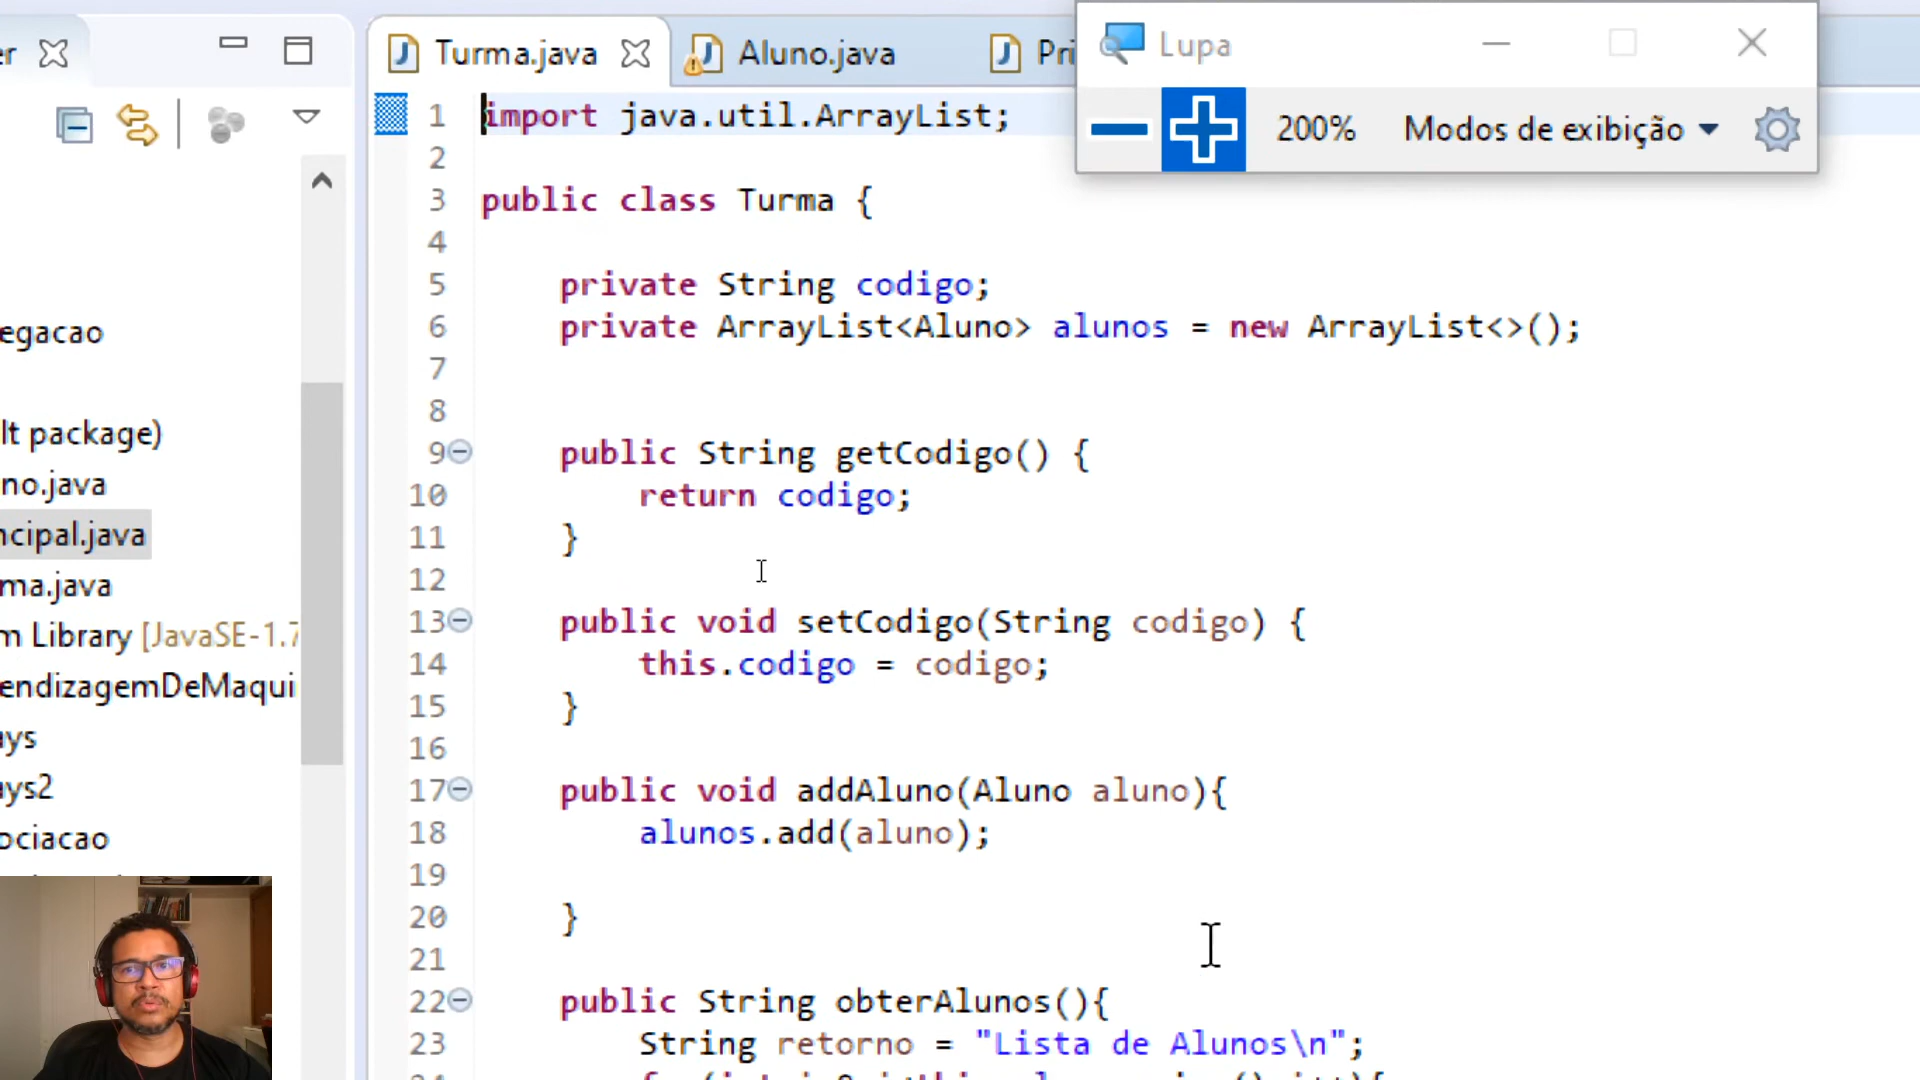 r
Turma.java
Aluno.java
Pri
Lupa
200%
Modos de exibição
egacao
lt package)
no.java
ncipal.java
ma.java
m Library [JavaSE-1.7
endizagemDeMaqui
ays
ays2
ociacao
1 import java.util.ArrayList;
2
3 public class Turma {
4
5 private String codigo;
6 private ArrayList<Aluno> alunos = new ArrayList<>();
7
8
9 public String getCodigo() {
10 return codigo;
11 }
12
13 public void setCodigo(String codigo) {
14 this.codigo = codigo;
15 }
16
17 public void addAluno(Aluno aluno){
18 alunos.add(aluno);
19
20 }
21
22 public String obterAlunos(){
23 String retorno = "Lista de Alunos\n";